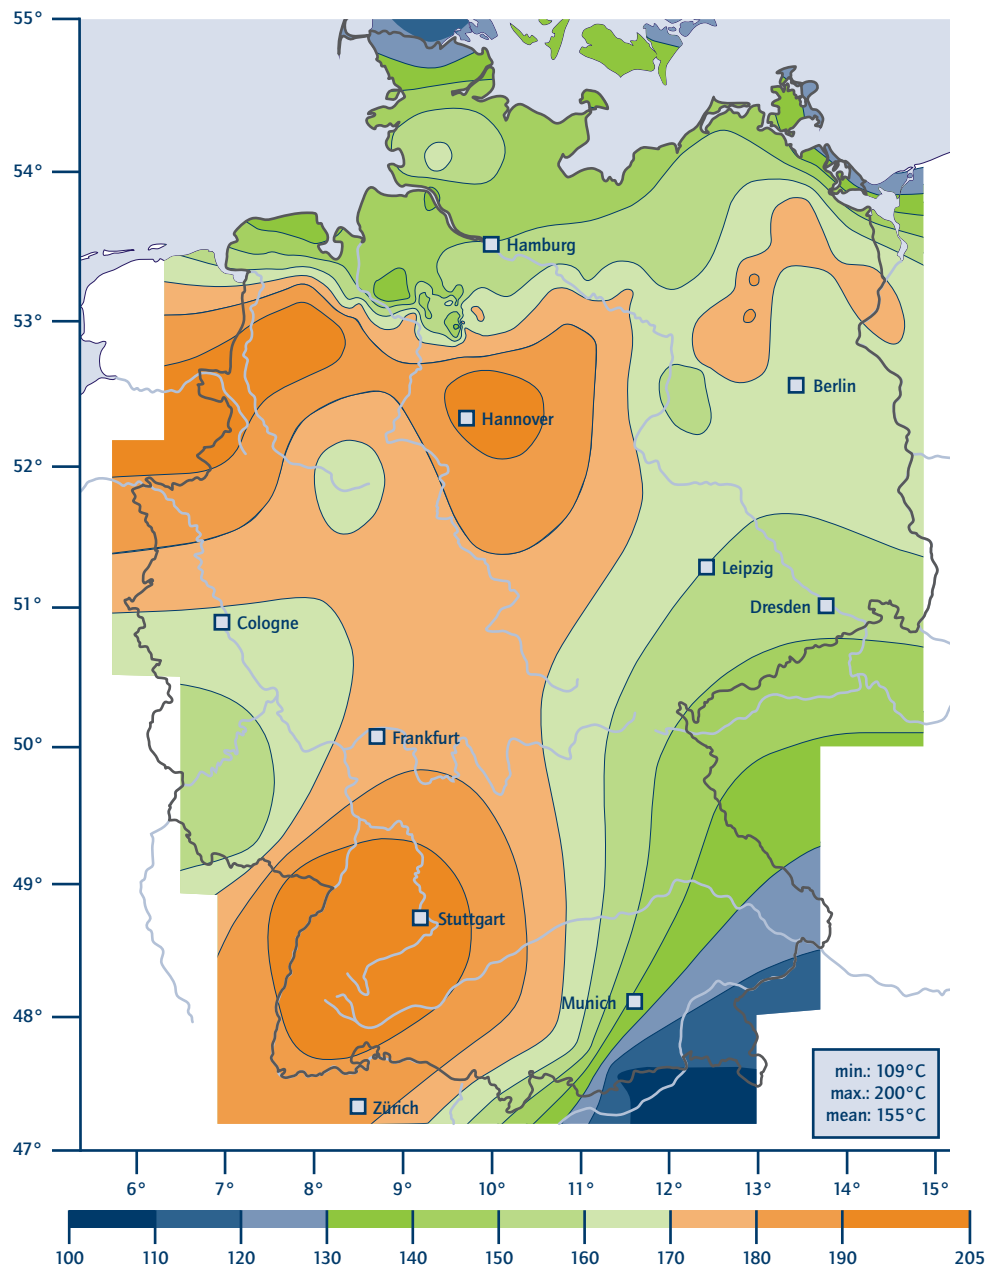 55°
54°
53°
52°
51°
50°
49°
48°
47°
Hamburg
Berlin
Hannover
Leipzig
Dresden
Cologne
Frankfurt
Stuttgart
Munich
Zürich
min.: 109°C
max.: 200°C
mean: 155°C
6° 7° 8° 9° 10° 11° 12° 13° 14° 15°
100 110 120 130 140 150 160 170 180 190 205